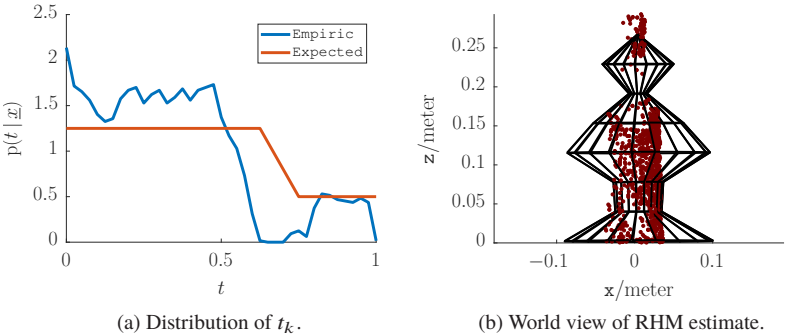 2.5
2
1.5
1
0.5
0
p(t | x)
0
0.5
1
t
Empiric
Expected
(a) Distribution of tₖ.
0.25
0.2
0.15
0.1
0.05
0
z/meter
−0.1
0
0.1
x/meter
(b) World view of RHM estimate.